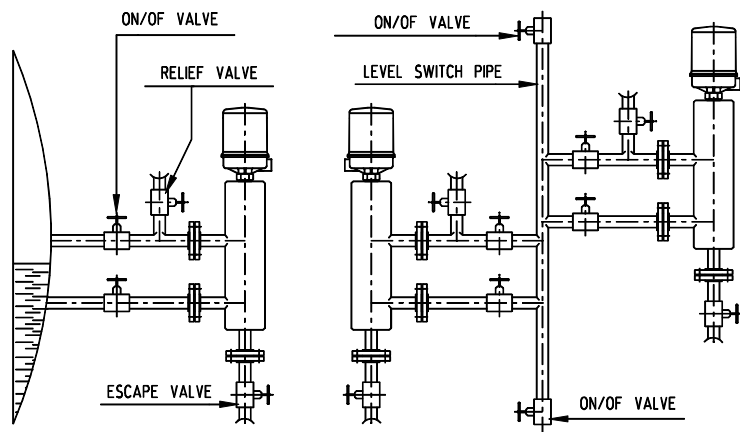 ON/OF VALVE
ON/OF VALVE
RELIEF VALVE
LEVEL SWITCH PIPE
ESCAPE VALVE
ON/OF VALVE